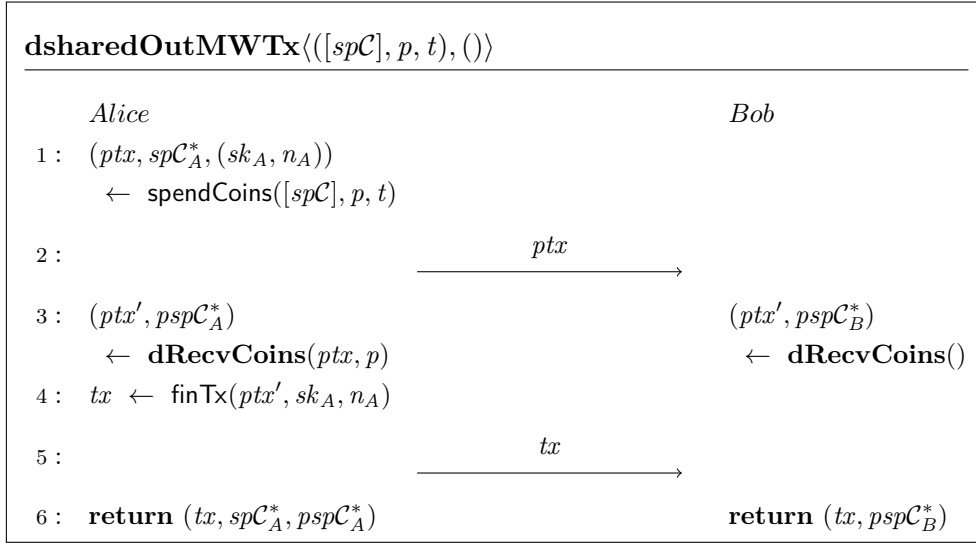 dsharedOutMWTx⟨([sp𝒞], p, t), ()⟩
Alice Bob
1 : (ptx, sp𝒞*_A, (sk_A, n_A))
← spendCoins([sp𝒞], p, t)
2 : ptx
3 : (ptx′, psp𝒞*_A) (ptx′, psp𝒞*_B)
← dRecvCoins(ptx, p) ← dRecvCoins()
4 : tx ← finTx(ptx′, sk_A, n_A)
5 : tx
6 : return (tx, sp𝒞*_A, psp𝒞*_A) return (tx, psp𝒞*_B)